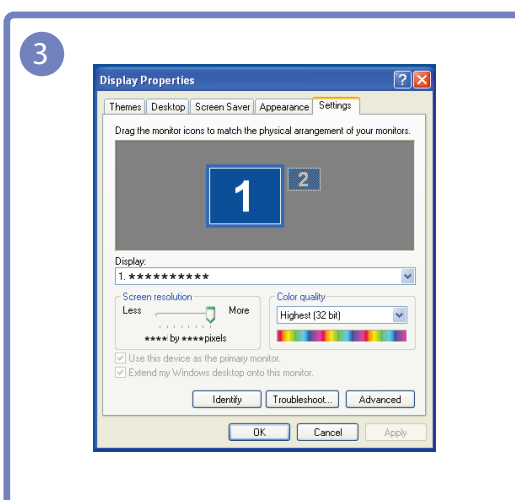 3
Display Properties
Themes Desktop Screen Saver Appearance Settings
Drag the monitor icons to match the physical arrangement of your monitors.
1 2
Display:
1. **********
Screen resolution
Less More
**** by **** pixels
Color quality
Highest (32 bit)
Use this device as the primary monitor.
Extend my Windows desktop onto this monitor.
Identify Troubleshoot... Advanced
OK Cancel Apply